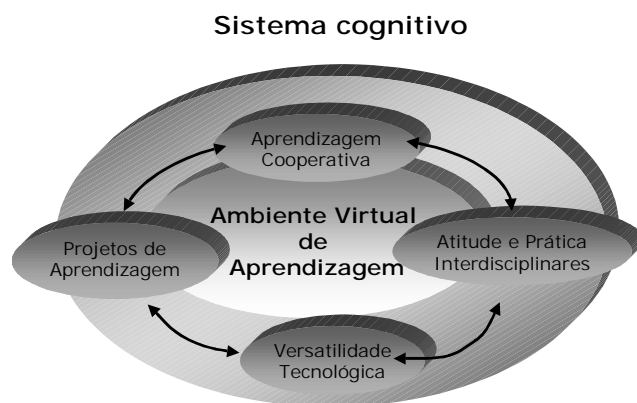 Sistema cognitivo
Aprendizagem
Cooperativa
Ambiente Virtual
de
Aprendizagem
Projetos de
Aprendizagem
Atitude e Prática
Interdisciplinares
Versatilidade
Tecnológica